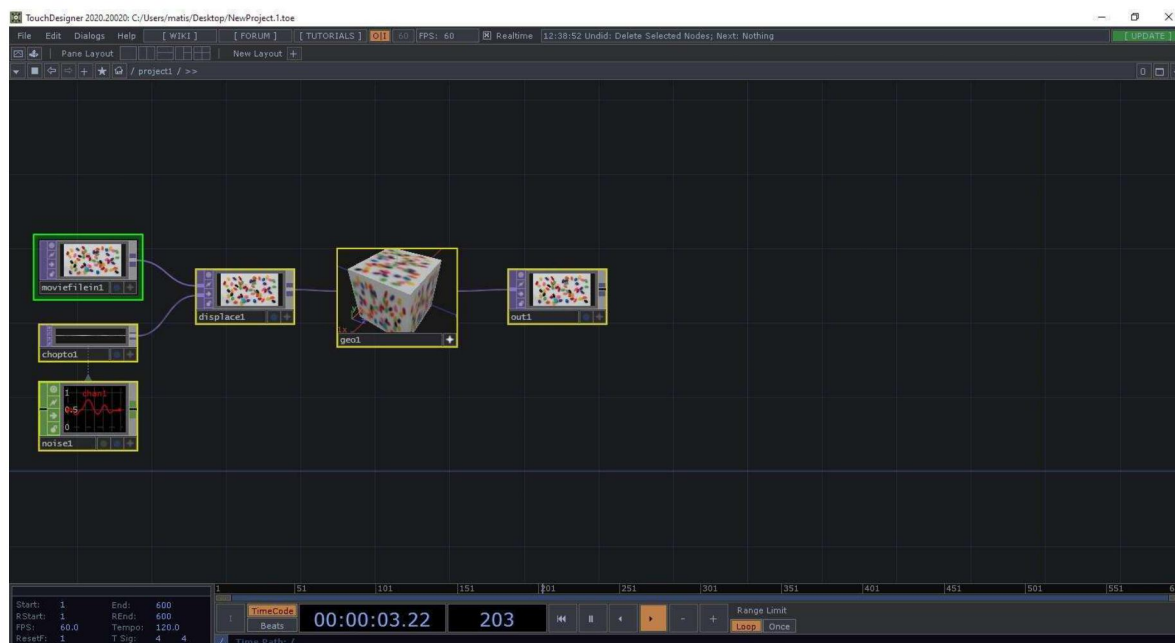 TouchDesigner 2020.20020: C:/Users/matis/Desktop/NewProject.1.toe
File Edit Dialogs Help [ WIKI ] [ FORUM ] [ TUTORIALS ] O|I 60 FPS: 60 Realtime 12:38:52 Undid: Delete Selected Nodes; Next: Nothing [ UPDATE ]
Pane Layout New Layout +
/ project1 / >> 0
moviefilein1
displace1
geo1
out1
chopto1
1 chan1
0.5
0
noise1
1 51 101 151 201 251 301 351 401 451 501 551 6
Start: 1 End: 600
RStart: 1 REnd: 600
FPS: 60.0 Tempo: 120.0
ResetF: 1 T Sig: 4 4
TimeCode
Beats
00:00:03.22 203
Range Limit
Loop Once
Time Path: /